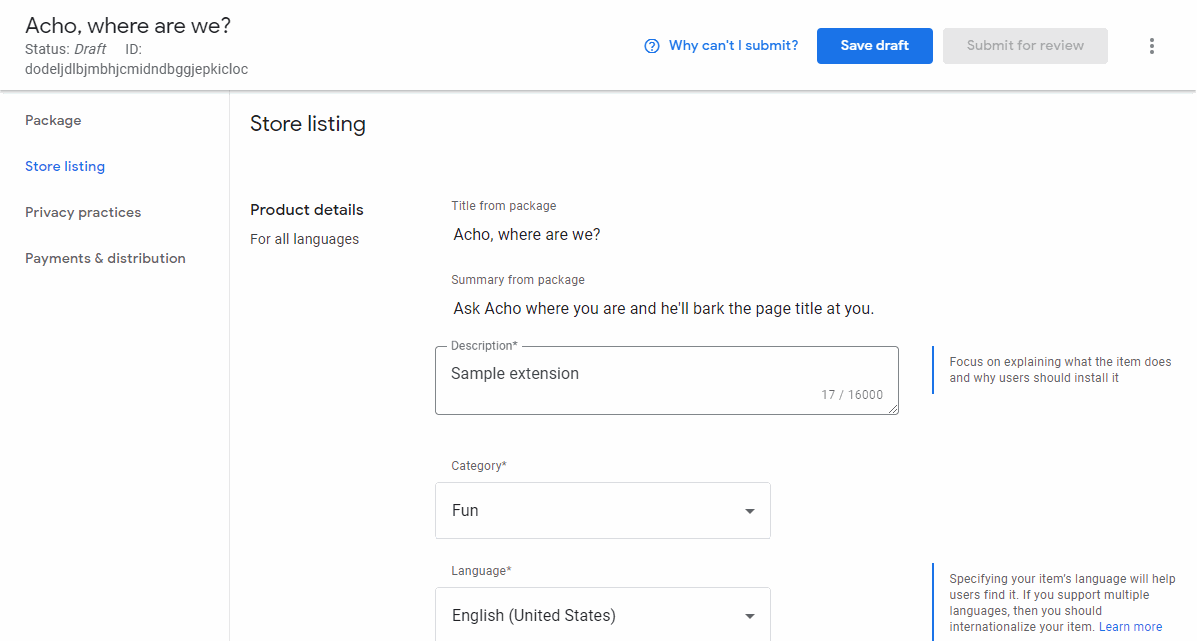 Acho, where are we?
Status: Draft ID:
dodeljdlbjmbhjcmidndbggjepkicloc
Why can't I submit?
Save draft
Submit for review
Package
Store listing
Privacy practices
Payments & distribution
Store listing
Product details
For all languages
Title from package
Acho, where are we?
Summary from package
Ask Acho where you are and he'll bark the page title at you.
Description*
Sample extension
17 / 16000
Focus on explaining what the item does
and why users should install it
Category*
Fun
Language*
English (United States)
Specifying your item's language will help
users find it. If you support multiple
languages, then you should
internationalize your item. Learn more